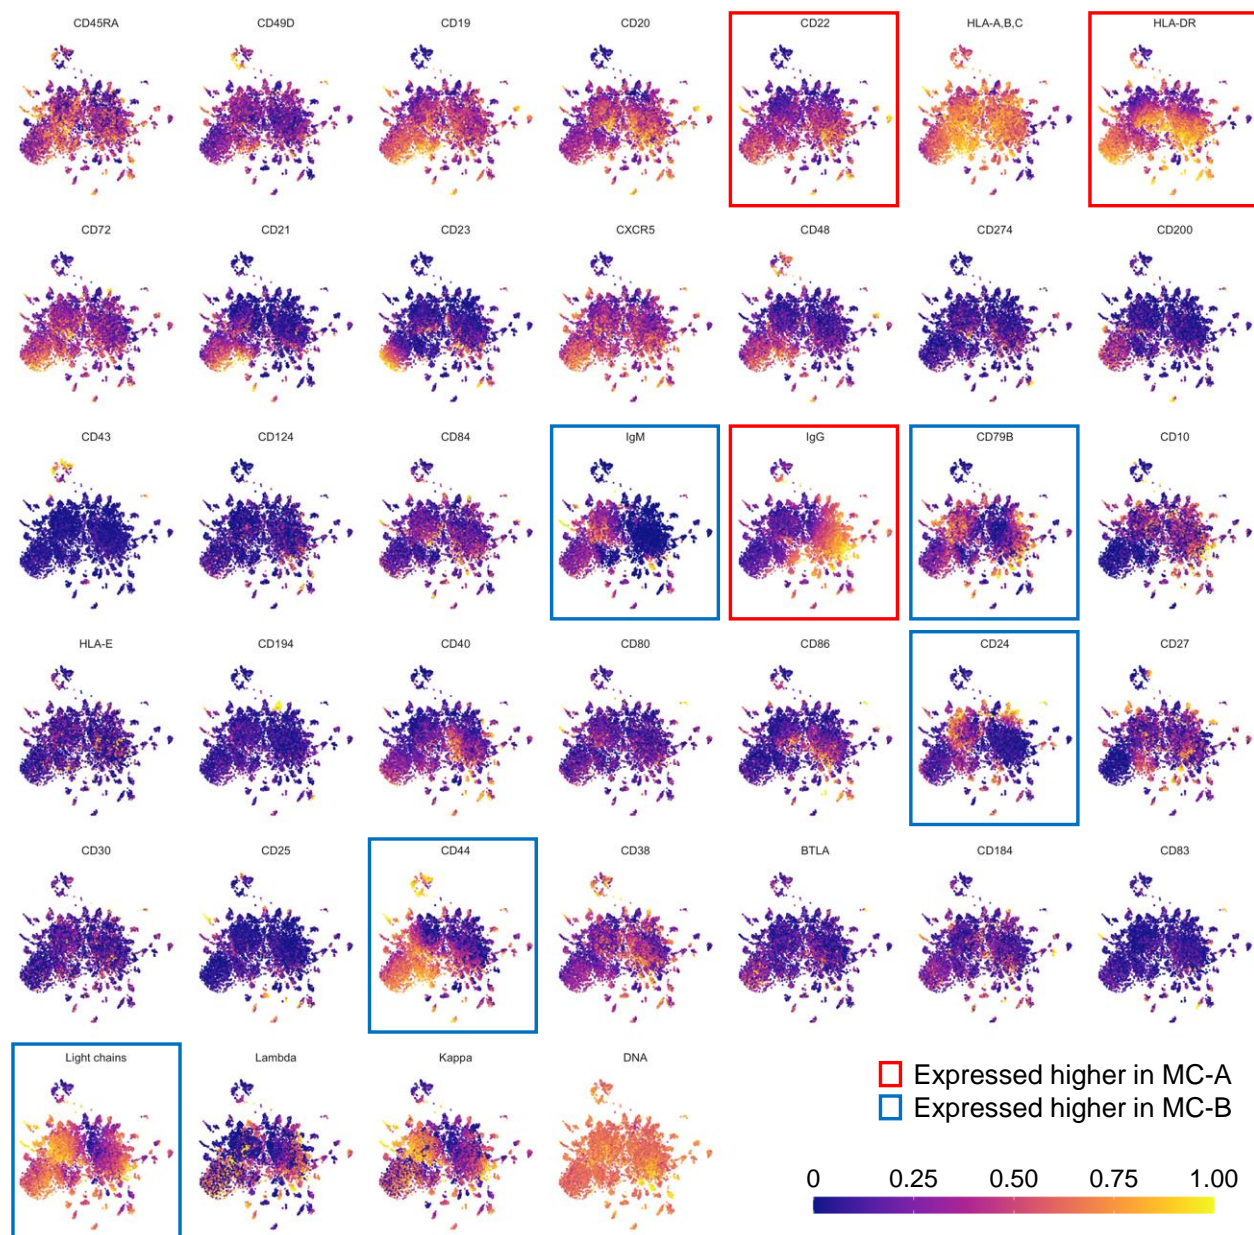 CD45RA CD49D CD19 CD20 CD22 HLA-A,B,C HLA-DR
CD72 CD21 CD23 CXCR5 CD48 CD274 CD200
CD43 CD124 CD84 IgM IgG CD79B CD10
HLA-E CD194 CD40 CD80 CD86 CD24 CD27
CD30 CD25 CD44 CD38 BTLA CD184 CD83
Light chains Lambda Kappa DNA
Expressed higher in MC-A
Expressed higher in MC-B
0 0.25 0.50 0.75 1.00